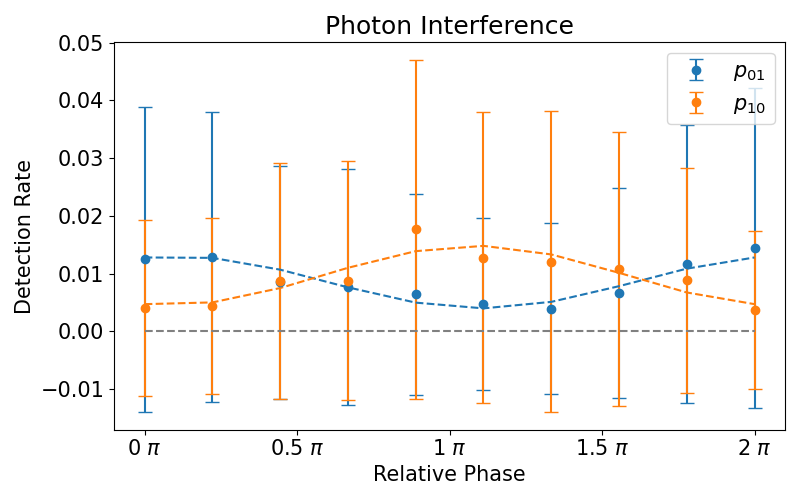 Photon Interference
0.05
0.04
0.03
0.02
0.01
0.00
−0.01
Detection Rate
p01
p10
0 π
0.5 π
1 π
1.5 π
2 π
Relative Phase